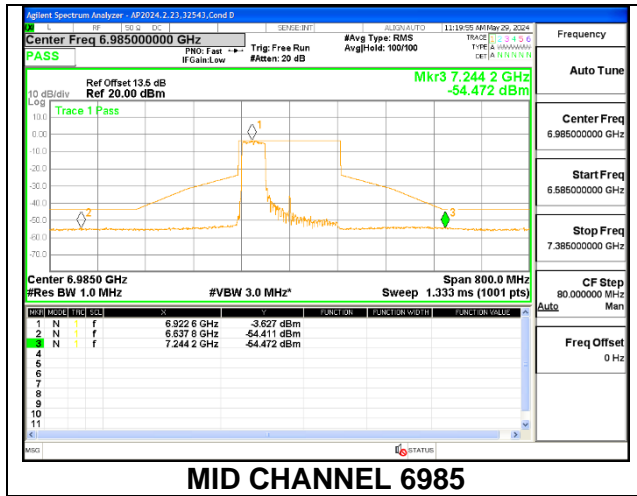 Agilent Spectrum Analyzer - AP2024.2.23,32543,Cond D
L RF 50 Ω DC SENSE:INT ALIGN AUTO 11:19:55 AM May 29, 2024
Center Freq 6.985000000 GHz
PASS
PNO: Fast
IFGain:Low
Trig: Free Run
#Atten: 20 dB
#Avg Type: RMS
Avg|Hold: 100/100
TRACE 1 2 3 4 5 6
TYPE A
DET A N N N N N
Frequency
Ref Offset 13.5 dB
Ref 20.00 dBm
Mkr3 7.244 2 GHz
-54.472 dBm
10 dB/div
Log
Trace 1 Pass
10.0
0.00
-10.0
-20.0
-30.0
-40.0
-50.0
-60.0
-70.0
1
2
3
Center 6.9850 GHz
Span 800.0 MHz
#Res BW 1.0 MHz
#VBW 3.0 MHz*
Sweep 1.333 ms (1001 pts)
MKR MODE TRC SCL X Y FUNCTION FUNCTION WIDTH FUNCTION VALUE
1 N 1 f 6.922 6 GHz -3.627 dBm
2 N 1 f 6.637 8 GHz -54.411 dBm
3 N 1 f 7.244 2 GHz -54.472 dBm
4
5
6
7
8
9
10
11
MSG
STATUS
Auto Tune
Center Freq
6.985000000 GHz
Start Freq
6.585000000 GHz
Stop Freq
7.385000000 GHz
CF Step
80.000000 MHz
Auto Man
Freq Offset
0 Hz
MID CHANNEL 6985